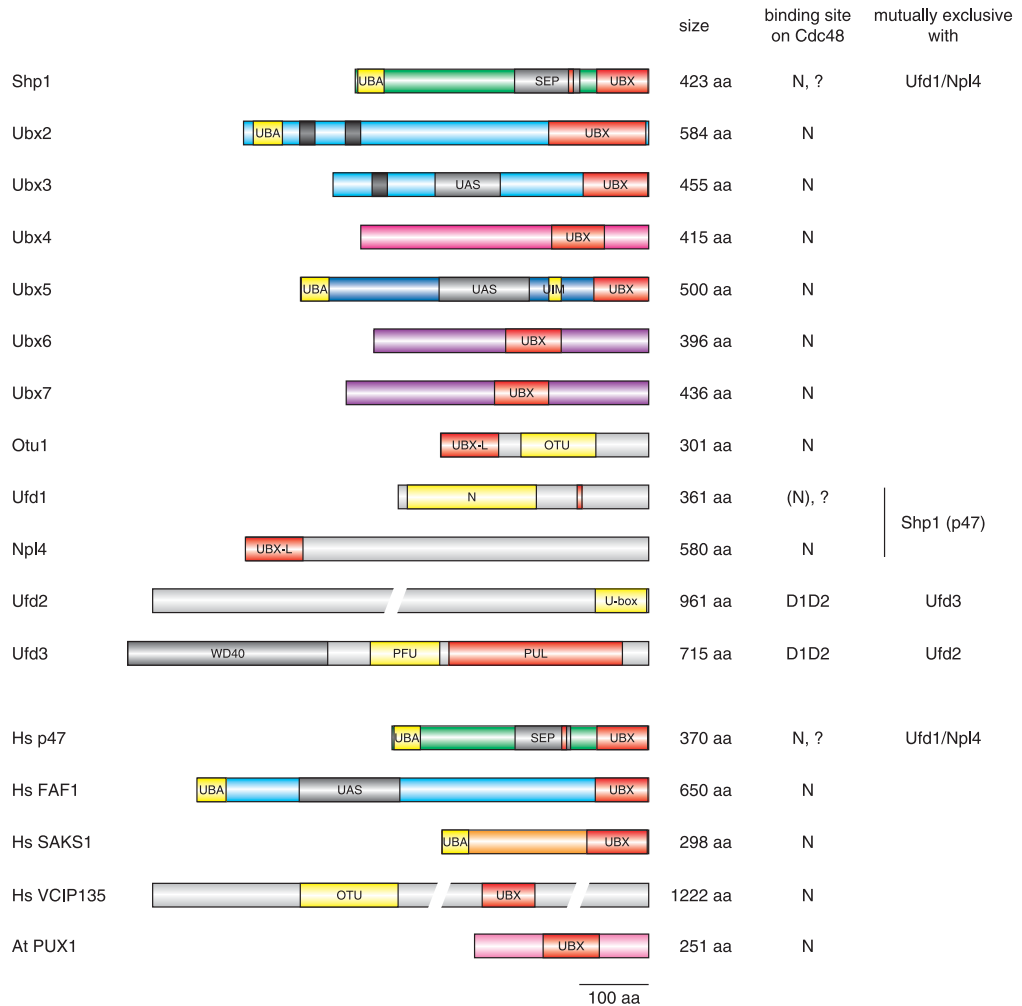 size binding site on Cdc48 mutually exclusive with
Shp1 UBA SEP UBX 423 aa N, ? Ufd1/Npl4
Ubx2 UBA UBX 584 aa N
Ubx3 UAS UBX 455 aa N
Ubx4 UBX 415 aa N
Ubx5 UBA UAS UIM UBX 500 aa N
Ubx6 UBX 396 aa N
Ubx7 UBX 436 aa N
Otu1 UBX-L OTU 301 aa N
Ufd1 N 361 aa (N), ?
Shp1 (p47)
Npl4 UBX-L 580 aa N
Ufd2 U-box 961 aa D1D2 Ufd3
Ufd3 WD40 PFU PUL 715 aa D1D2 Ufd2
Hs p47 UBA SEP UBX 370 aa N, ? Ufd1/Npl4
Hs FAF1 UBA UAS UBX 650 aa N
Hs SAKS1 UBA UBX 298 aa N
Hs VCIP135 OTU UBX 1222 aa N
At PUX1 UBX 251 aa N
100 aa